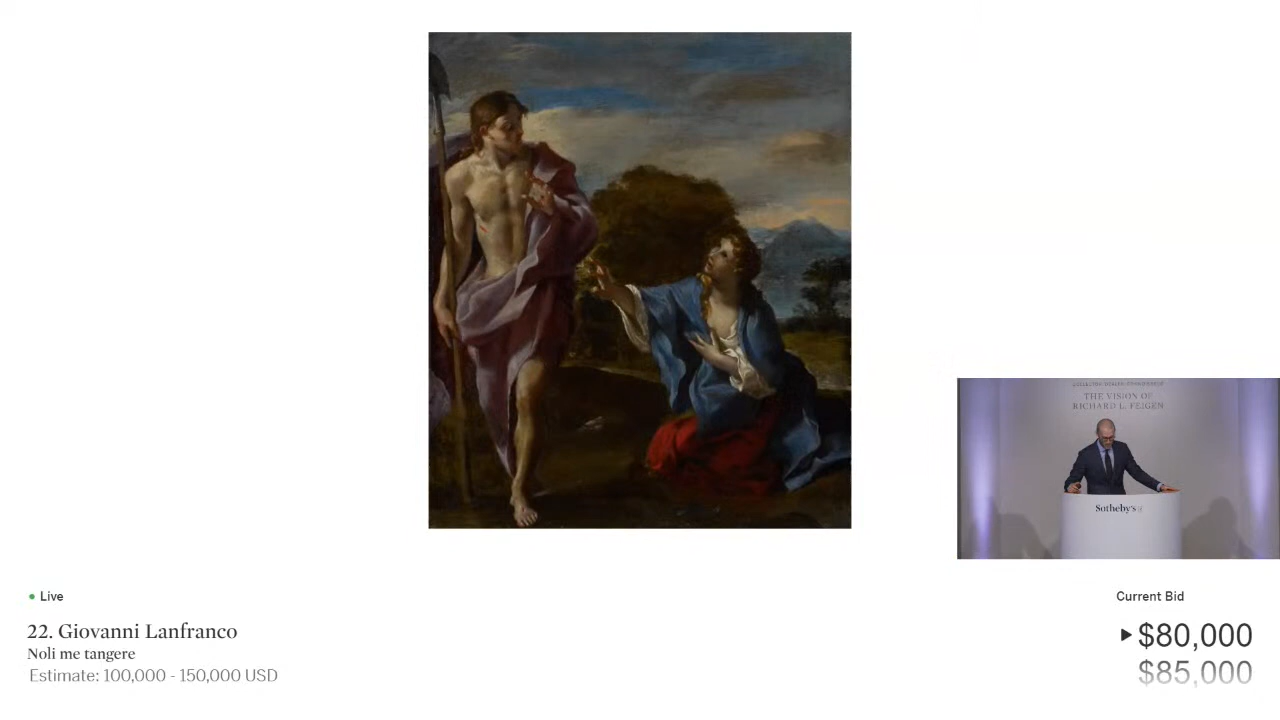 THE VISION OF
RICHARD L. FEIGEN
Sotheby's
Live
22. Giovanni Lanfranco
Noli me tangere
Estimate: 100,000 - 150,000 USD
Current Bid
$80,000
$85,000